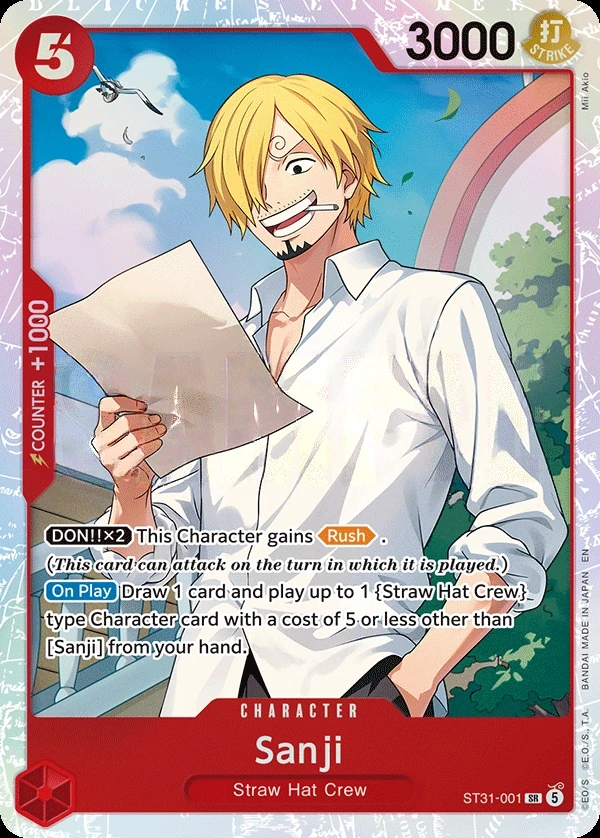 5
3000
打
STRIKE
Mii Akio
COUNTER +1000
DON!!×2 This Character gains Rush .
(This card can attack on the turn in which it is played.)
On Play Draw 1 card and play up to 1 {Straw Hat Crew}
type Character card with a cost of 5 or less other than
[Sanji] from your hand.
CHARACTER
Sanji
Straw Hat Crew
ST31-001 SR 5
©EO/S ©E.O./S, T.A. BANDAI MADE IN JAPAN EN